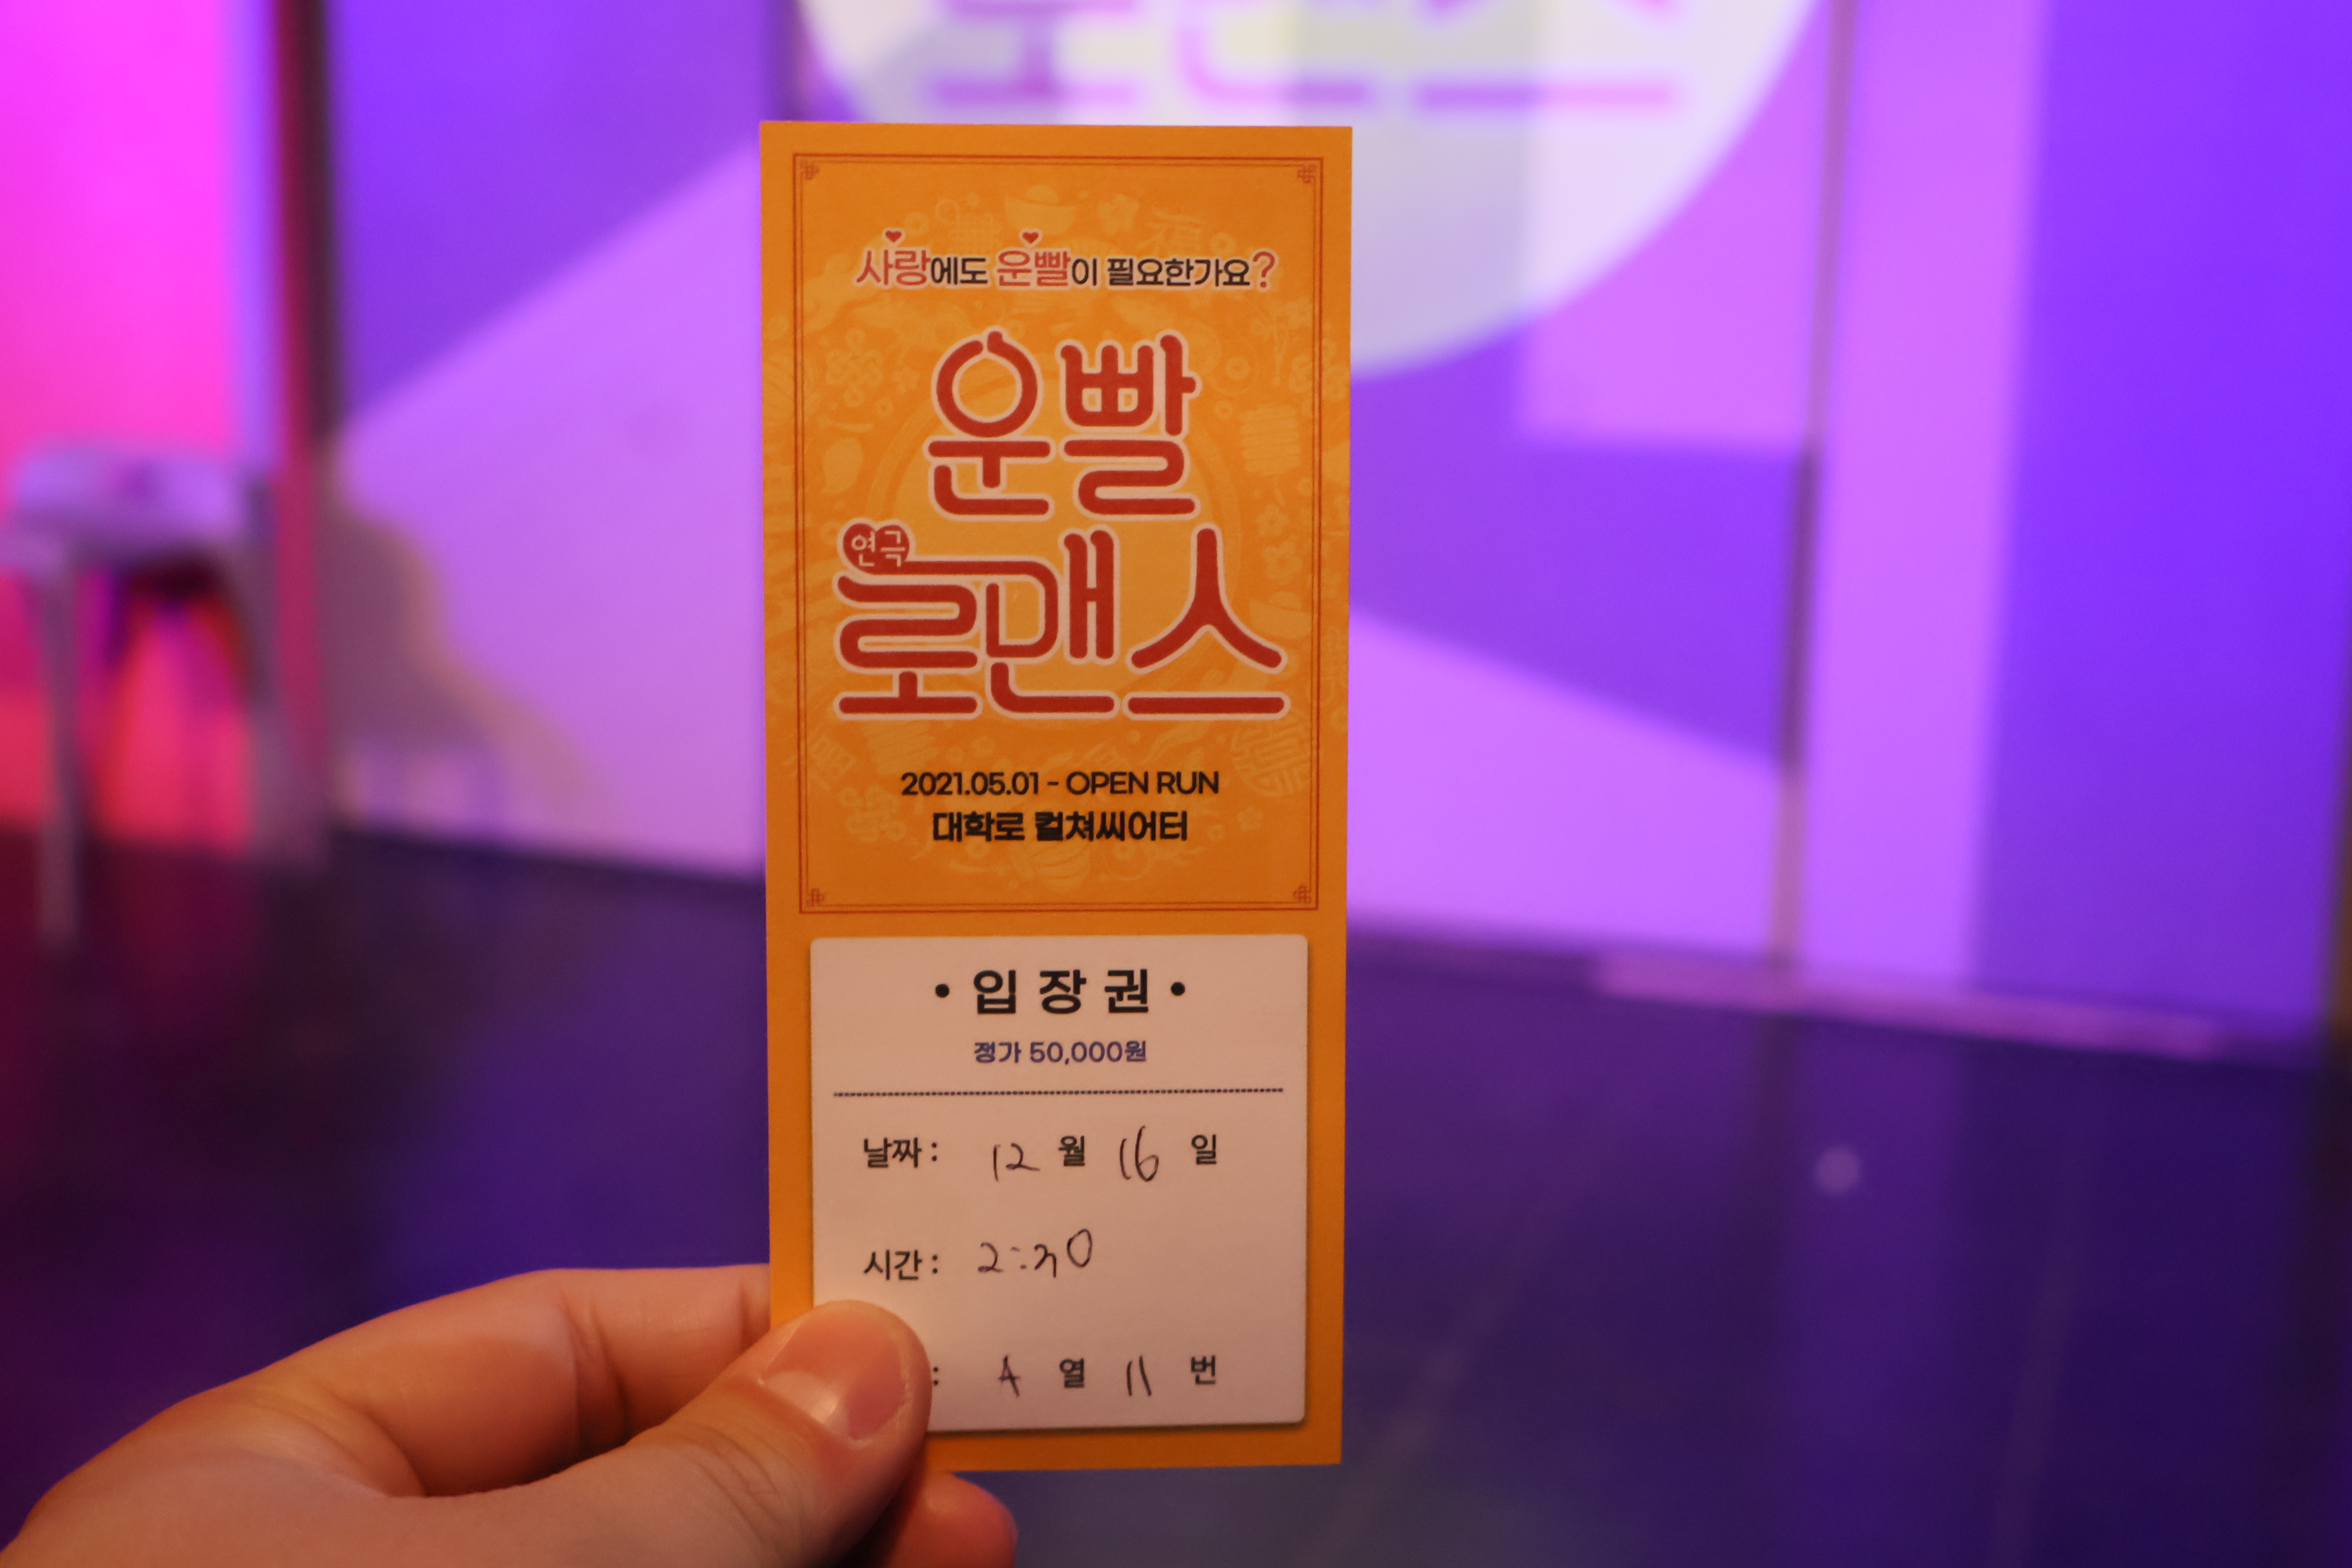 사랑에도 운빨이 필요한가요?
운빨
연극
로맨스
2021.05.01 - OPEN RUN
대학로 컬쳐씨어터
• 입장권 •
정가 50,000원
날짜 : 12 월 16 일
시간 : 2:30
: A 열 11 번